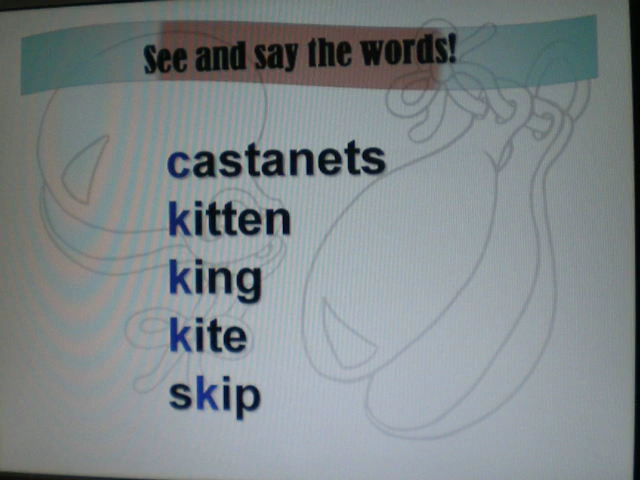 See and say the words!
castanets
kitten
king
kite
skip